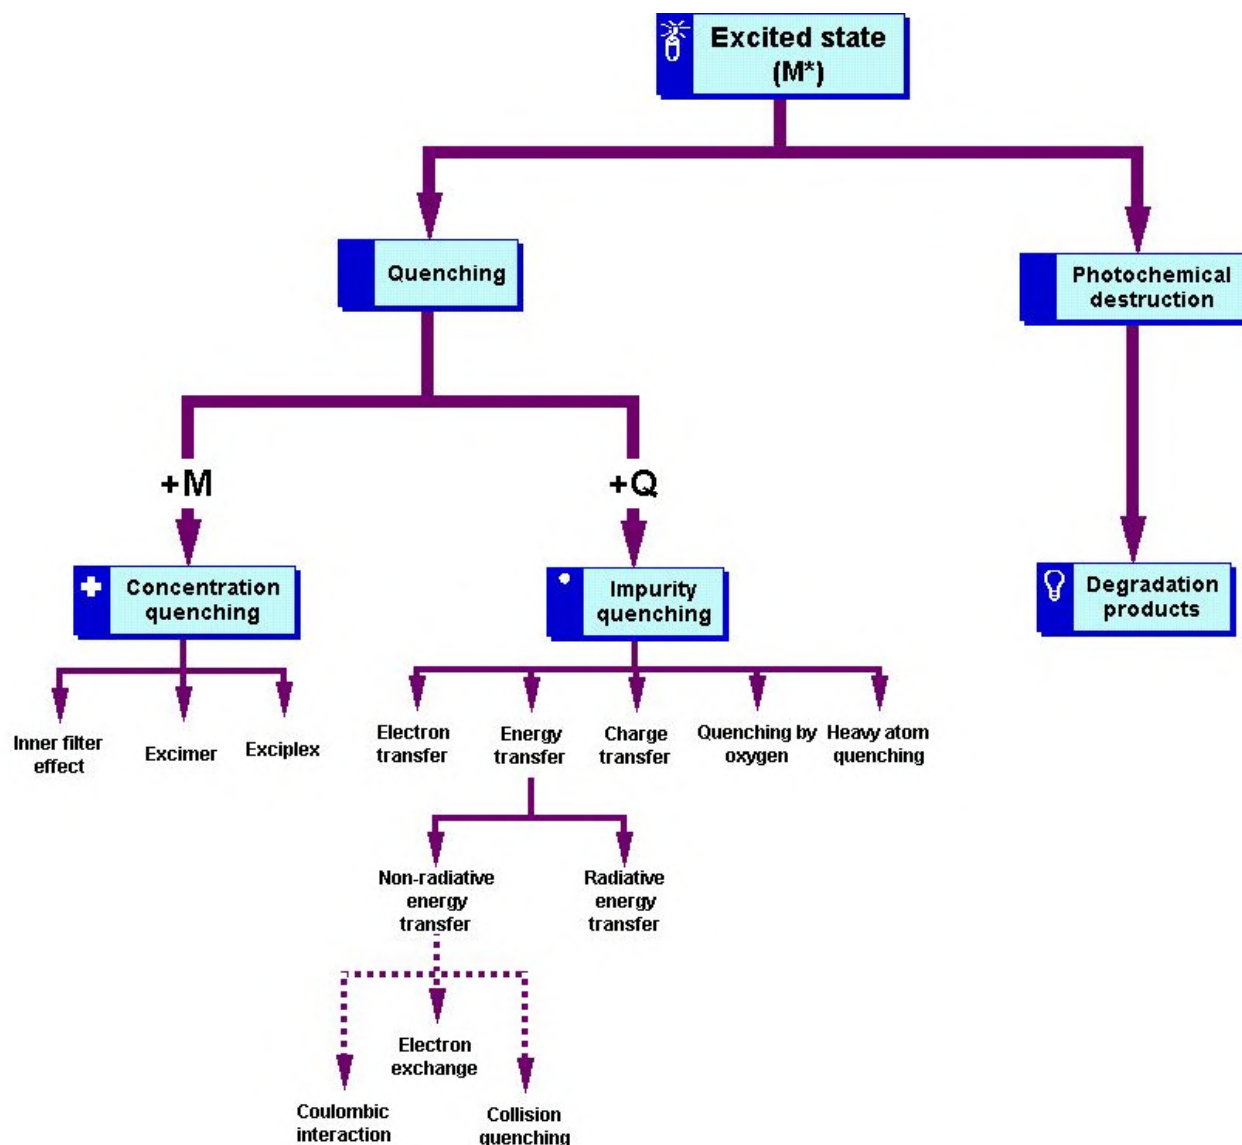 Excited state
(M*)
Quenching
Photochemical
destruction
+M
+Q
Concentration
quenching
Impurity
quenching
Degradation
products
Inner filter
effect
Excimer
Exciplex
Electron
transfer
Energy
transfer
Charge
transfer
Quenching by
oxygen
Heavy atom
quenching
Non-radiative
energy
transfer
Radiative
energy
transfer
Electron
exchange
Coulombic
interaction
Collision
quenching